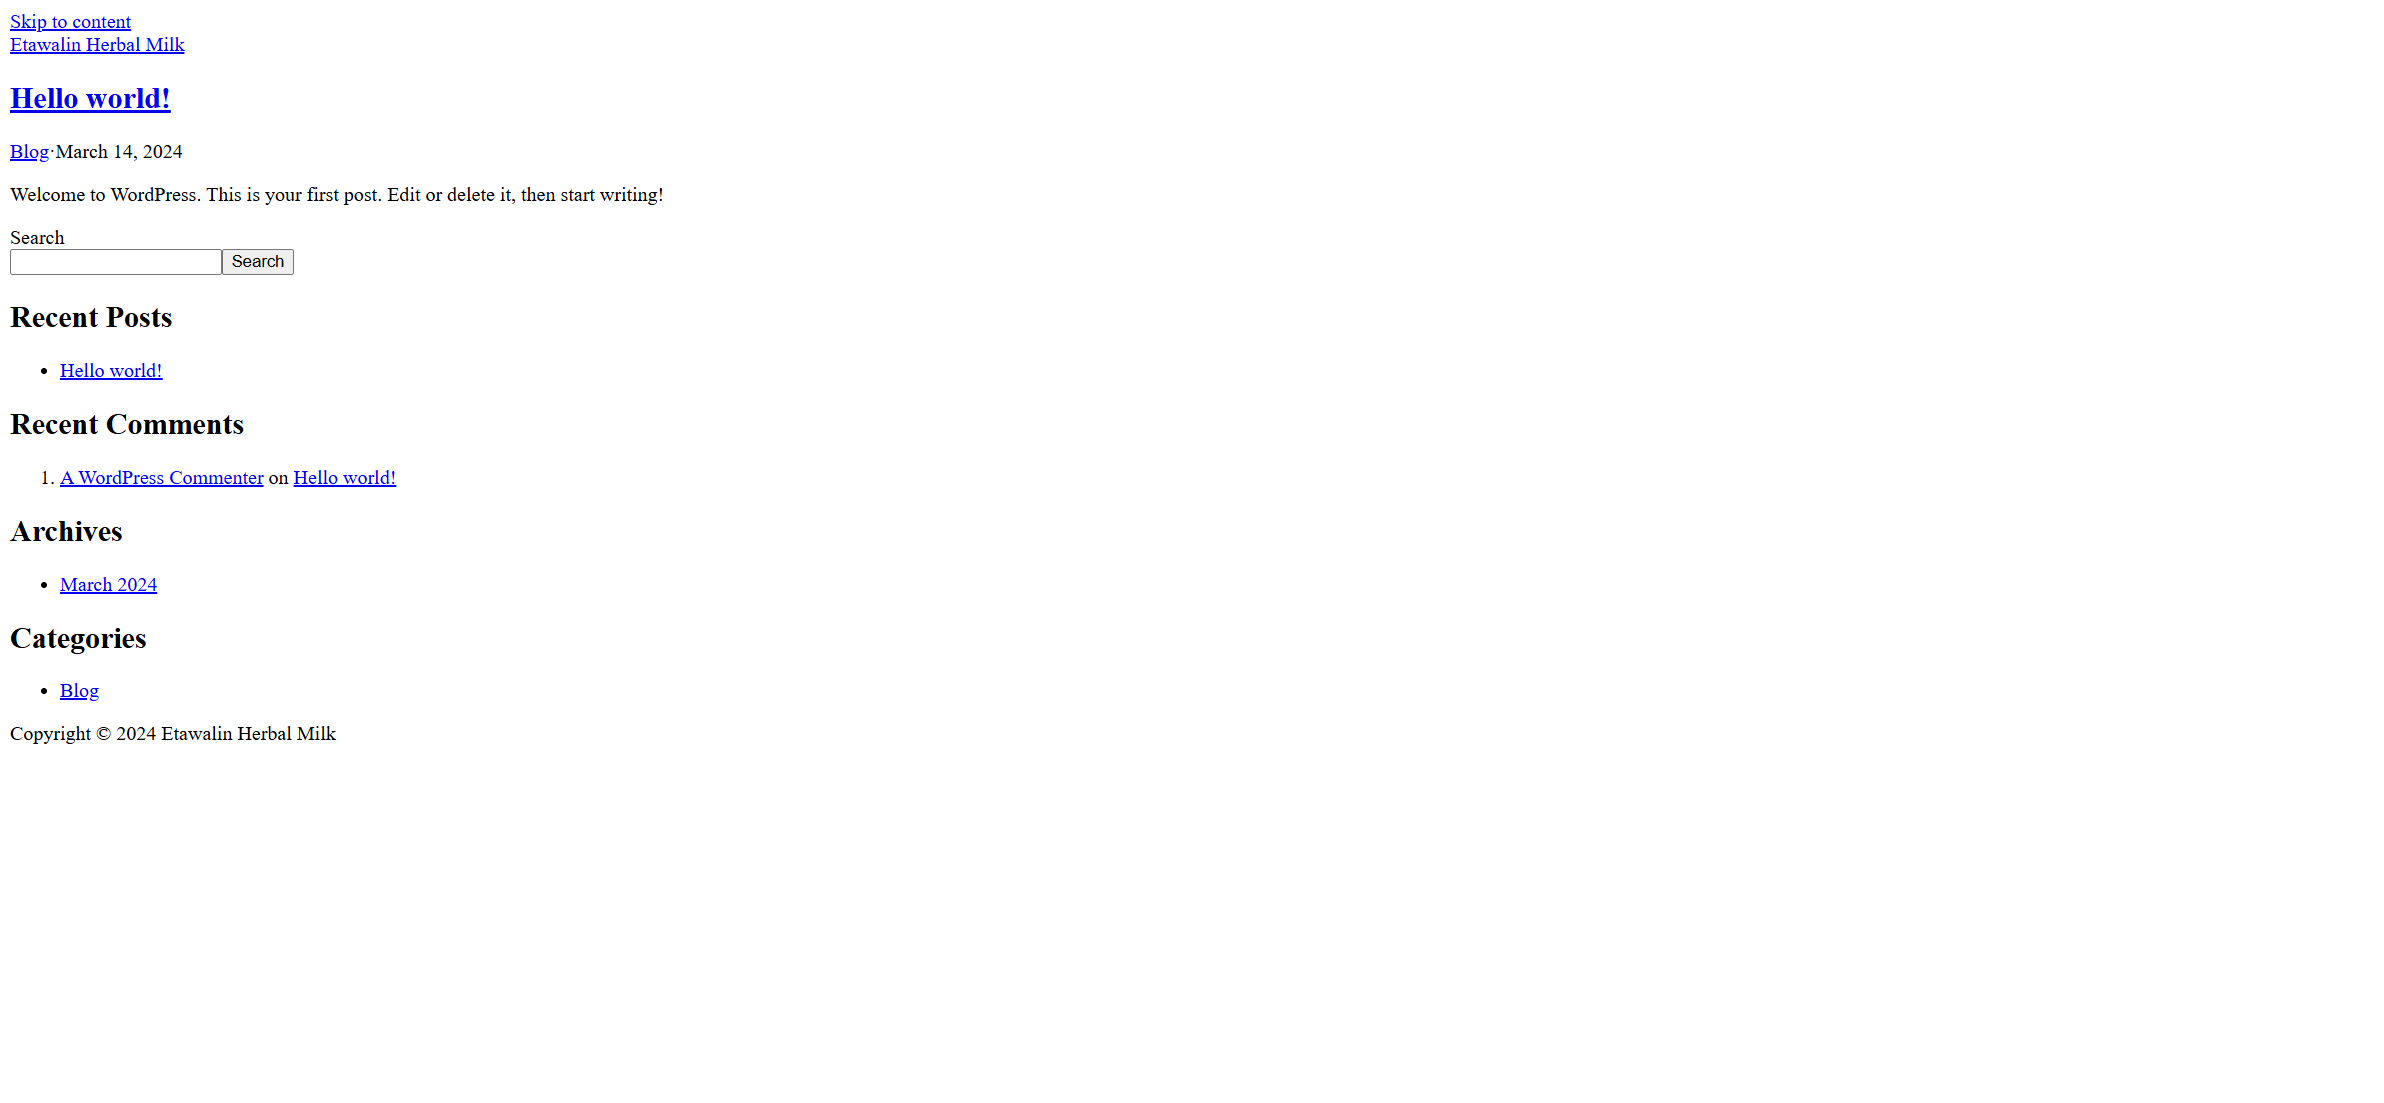 Skip to content
Etawalin Herbal Milk
Hello world!
Blog·March 14, 2024
Welcome to WordPress. This is your first post. Edit or delete it, then start writing!
Search
Search
Recent Posts
Hello world!
Recent Comments
1. A WordPress Commenter on Hello world!
Archives
March 2024
Categories
Blog
Copyright © 2024 Etawalin Herbal Milk